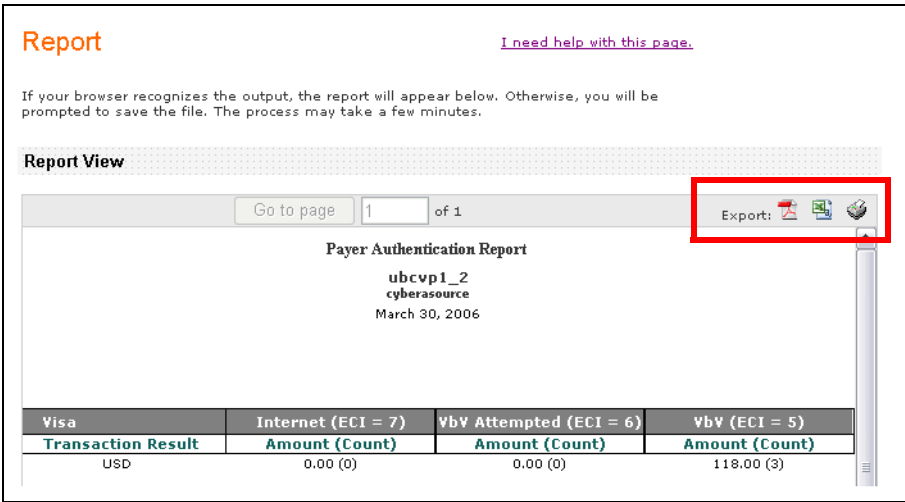 Report
I need help with this page.
If your browser recognizes the output, the report will appear below. Otherwise, you will be
prompted to save the file. The process may take a few minutes.
Report View
Go to page 1 of 1 Export:
Payer Authentication Report
ubcvp1_2
cyberasource
March 30, 2006
Visa Internet (ECI = 7) VbV Attempted (ECI = 6) VbV (ECI = 5)
Transaction Result Amount (Count) Amount (Count) Amount (Count)
USD 0.00 (0) 0.00 (0) 118.00 (3)